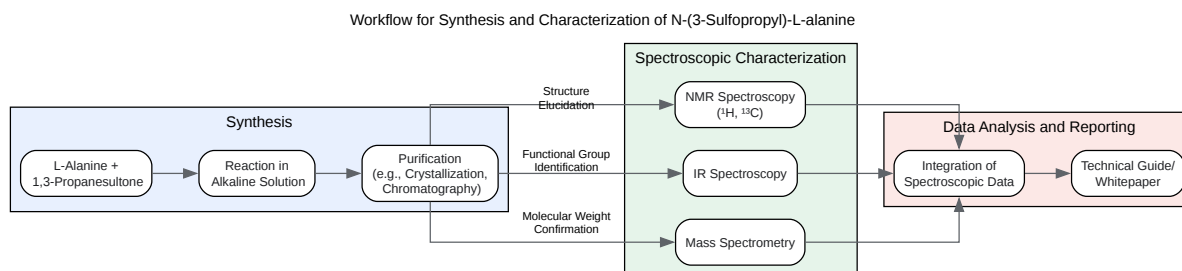 Workflow for Synthesis and Characterization of N-(3-Sulfopropyl)-L-alanine
Synthesis
L-Alanine +
1,3-Propanesultone
Reaction in
Alkaline Solution
Purification
(e.g., Crystallization,
Chromatography)
Structure
Elucidation
Functional Group
Identification
Molecular Weight
Confirmation
Spectroscopic Characterization
NMR Spectroscopy
(¹H, ¹³C)
IR Spectroscopy
Mass Spectrometry
Data Analysis and Reporting
Integration of
Spectroscopic Data
Technical Guide/
Whitepaper